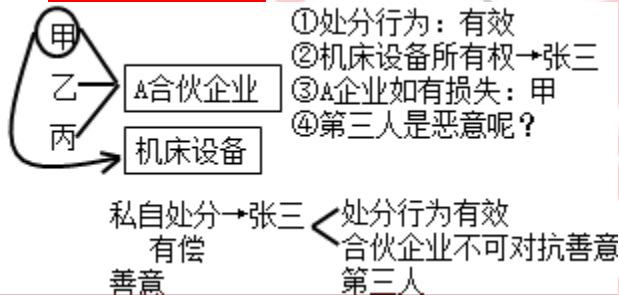 甲
乙
丙
A合伙企业
机床设备
①处分行为：有效
②机床设备所有权→张三
③A企业如有损失：甲
④第三人是恶意呢？
私自处分→张三
有偿
善意
处分行为有效
合伙企业不可对抗善意
第三人